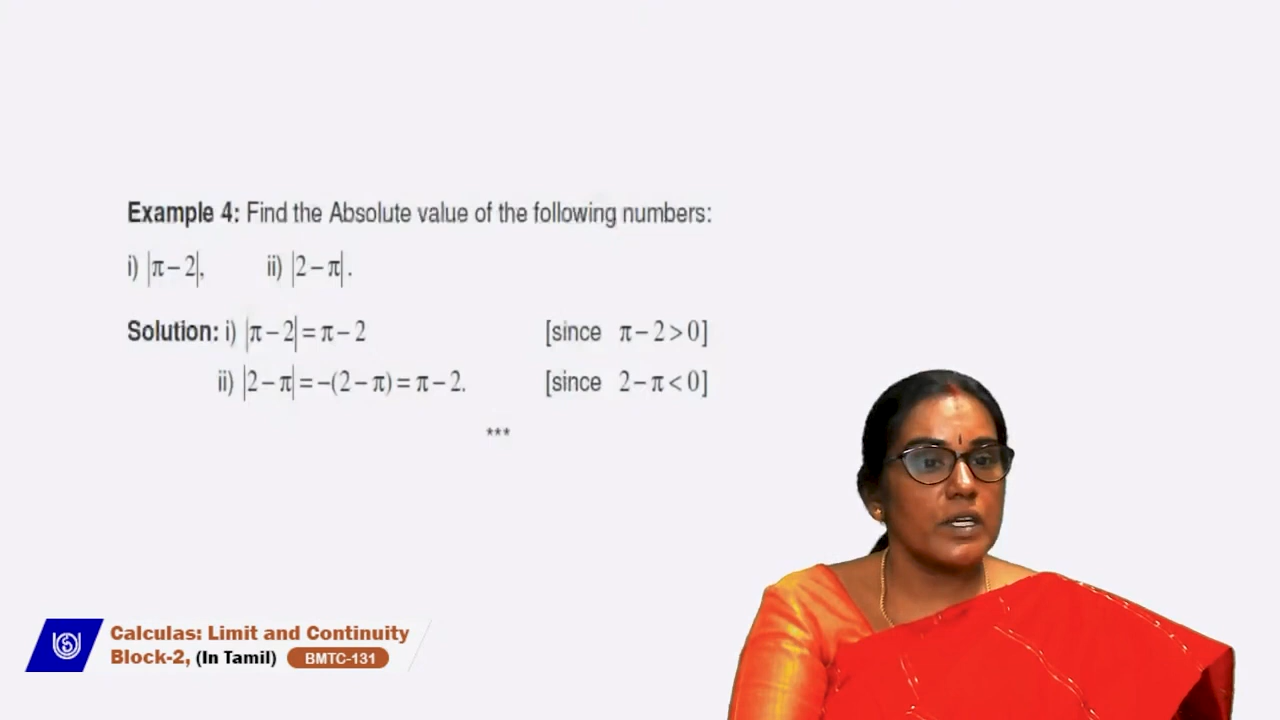 Example 4: Find the Absolute value of the following numbers:
i) |π − 2|, ii) |2 − π|.
Solution: i) |π − 2| = π − 2 [since π − 2 > 0]
ii) |2 − π| = −(2 − π) = π − 2. [since 2 − π < 0]
***
Calculas: Limit and Continuity
Block-2, (In Tamil) BMTC-131